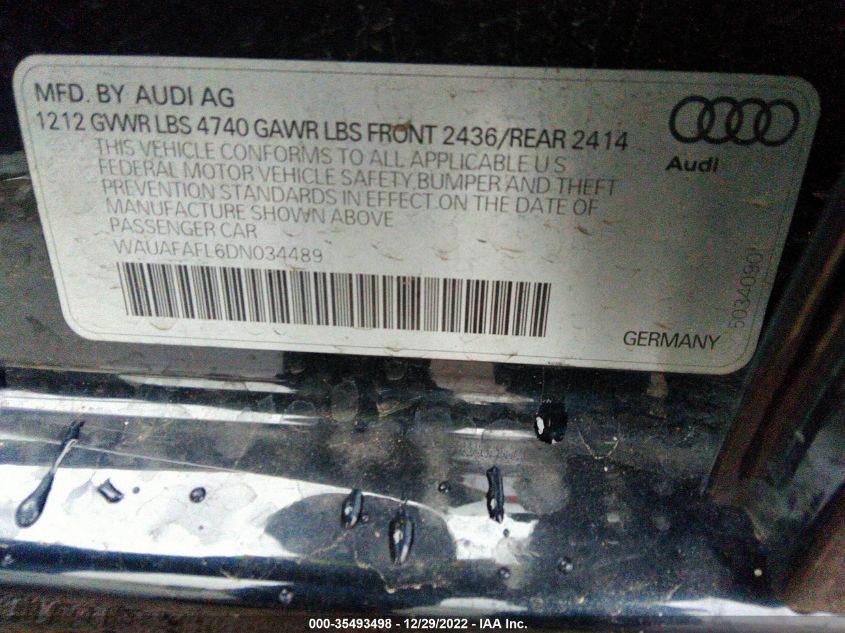 MFD. BY AUDI AG
1212 GVWR LBS 4740 GAWR LBS FRONT 2436/REAR 2414
THIS VEHICLE CONFORMS TO ALL APPLICABLE U S
FEDERAL MOTOR VEHICLE SAFETY, BUMPER AND THEFT
PREVENTION STANDARDS IN EFFECT ON THE DATE OF
MANUFACTURE SHOWN ABOVE
PASSENGER CAR
WAUAFAFL6DN034489
Audi
5034090
GERMANY
000-35493498 - 12/29/2022 - IAA Inc.